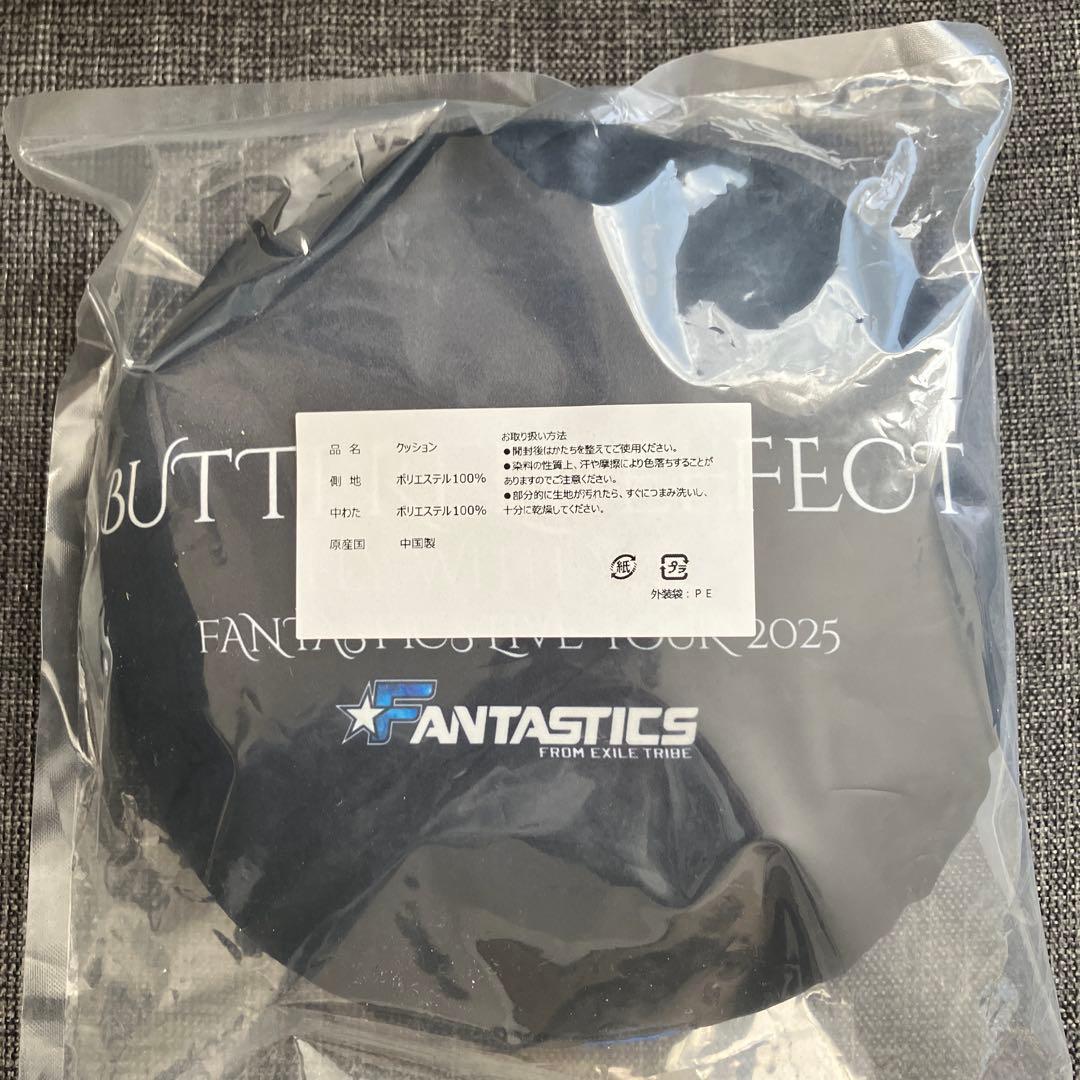 品名 クッション
側地 ポリエステル100%
中わた ポリエステル100%
原産国 中国製
お取り扱い方法
●開封後はかたちを整えてご使用ください。
●染料の性質上、汗や摩擦により色落ちすることが
ありますのでご注意ください。
●部分的に生地が汚れたら、すぐにつまみ洗いし、
十分に乾燥してください。
紙 プラ
外装袋：PE
FANTASTICS LIVE TOUR 2025
FANTASTICS
FROM EXILE TRIBE